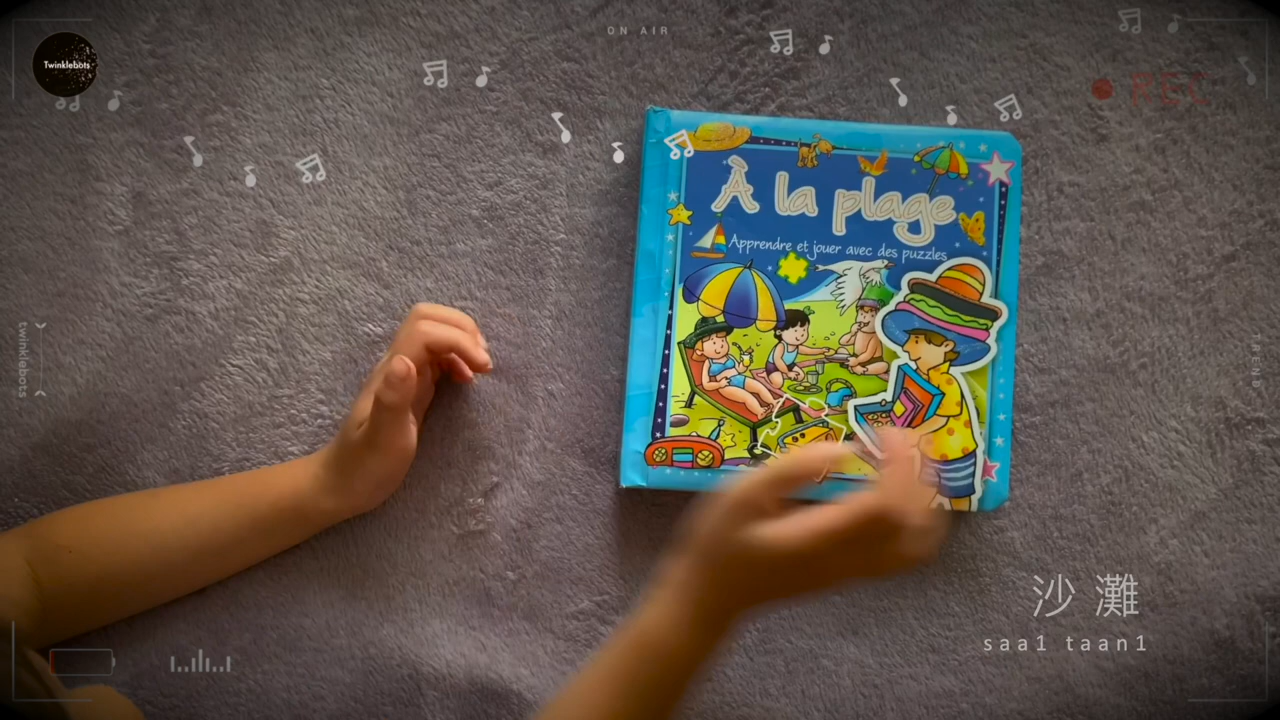 ON AIR
Twinklebots
REC
À la plage
Apprendre et jouer avec des puzzles
twinklebots
沙灘
saa1 taan1